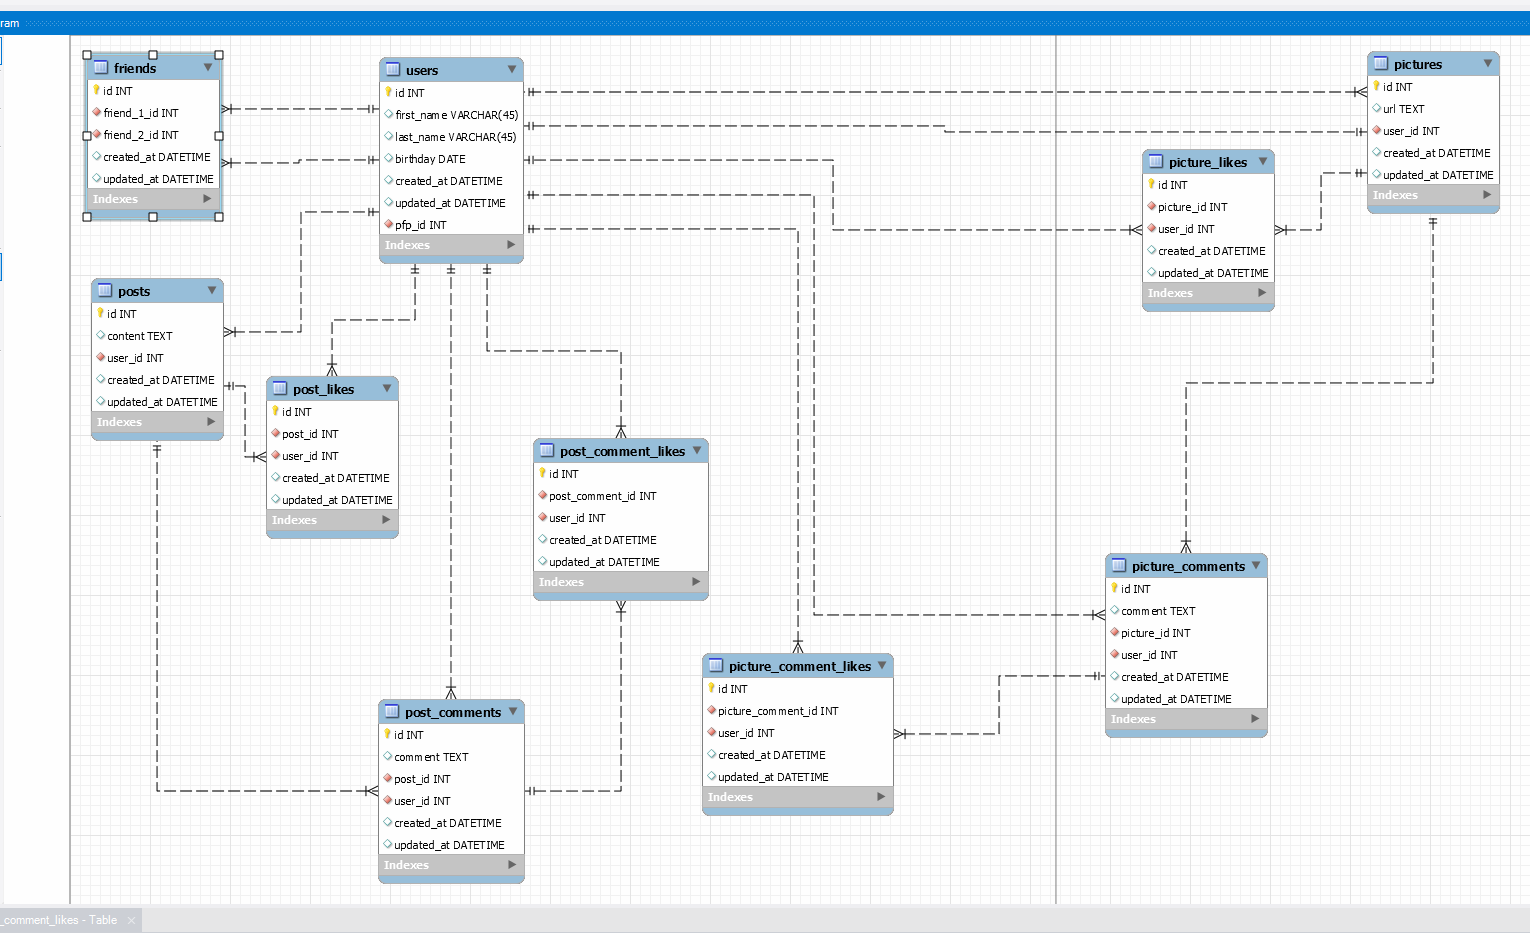 ram
friends
id INT
friend_1_id INT
friend_2_id INT
created_at DATETIME
updated_at DATETIME
Indexes
users
id INT
first_name VARCHAR(45)
last_name VARCHAR(45)
birthday DATE
created_at DATETIME
updated_at DATETIME
pfp_id INT
Indexes
pictures
id INT
url TEXT
user_id INT
created_at DATETIME
updated_at DATETIME
Indexes
picture_likes
id INT
picture_id INT
user_id INT
created_at DATETIME
updated_at DATETIME
Indexes
posts
id INT
content TEXT
user_id INT
created_at DATETIME
updated_at DATETIME
Indexes
post_likes
id INT
post_id INT
user_id INT
created_at DATETIME
updated_at DATETIME
Indexes
post_comment_likes
id INT
post_comment_id INT
user_id INT
created_at DATETIME
updated_at DATETIME
Indexes
picture_comments
id INT
comment TEXT
picture_id INT
user_id INT
created_at DATETIME
updated_at DATETIME
Indexes
picture_comment_likes
id INT
picture_comment_id INT
user_id INT
created_at DATETIME
updated_at DATETIME
Indexes
post_comments
id INT
comment TEXT
post_id INT
user_id INT
created_at DATETIME
updated_at DATETIME
Indexes
_comment_likes - Table